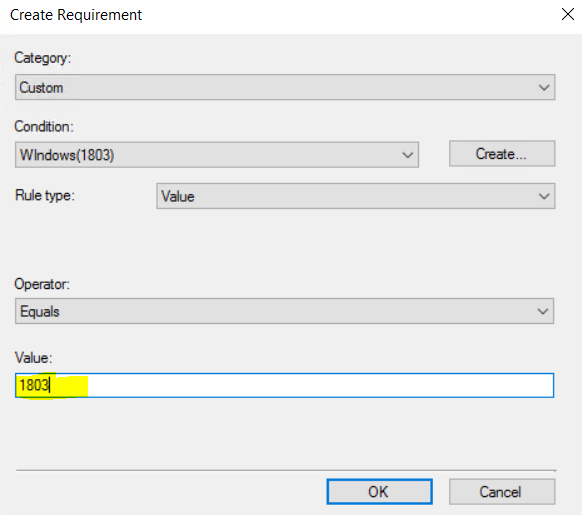 Create Requirement
Category:
Custom
Condition:
WIndows(1803)
Create...
Rule type:
Value
Operator:
Equals
Value:
1803
OK
Cancel